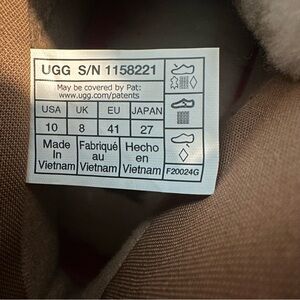 UGG S/N 1158221
May be covered by Pat:
www.ugg.com/patents
USA UK EU JAPAN
10 8 41 27
Made in Vietnam
Fabriqué au Vietnam
Hecho en Vietnam
F20024G